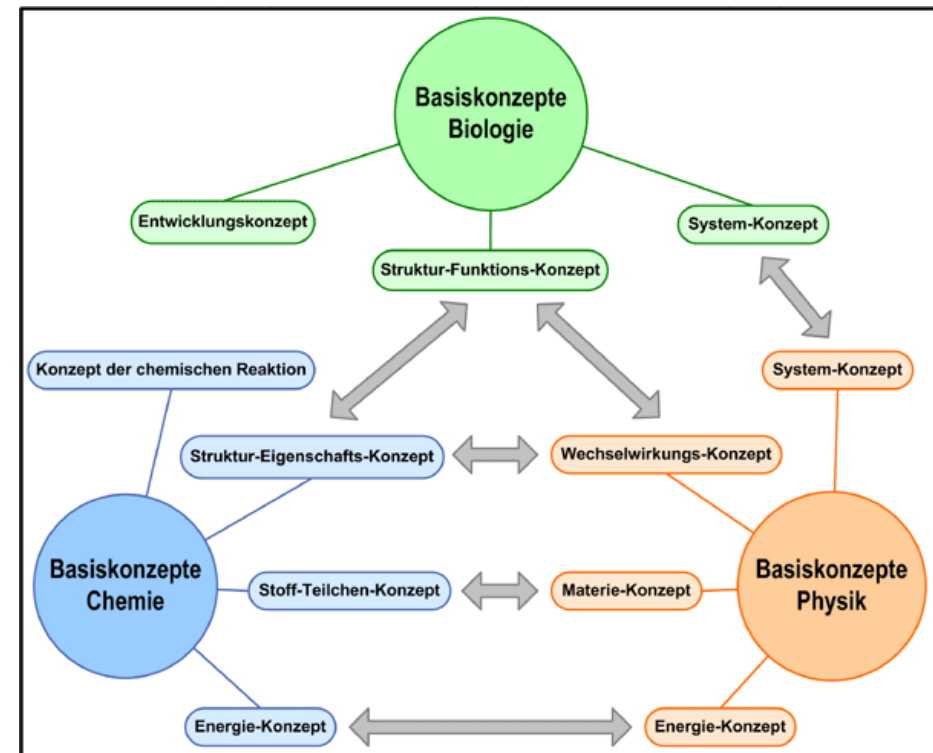 Basiskonzepte
Biologie
Entwicklungskonzept
System-Konzept
Struktur-Funktions-Konzept
Konzept der chemischen Reaktion
System-Konzept
Struktur-Eigenschafts-Konzept
Wechselwirkungs-Konzept
Basiskonzepte
Chemie
Stoff-Teilchen-Konzept
Materie-Konzept
Basiskonzepte
Physik
Energie-Konzept
Energie-Konzept